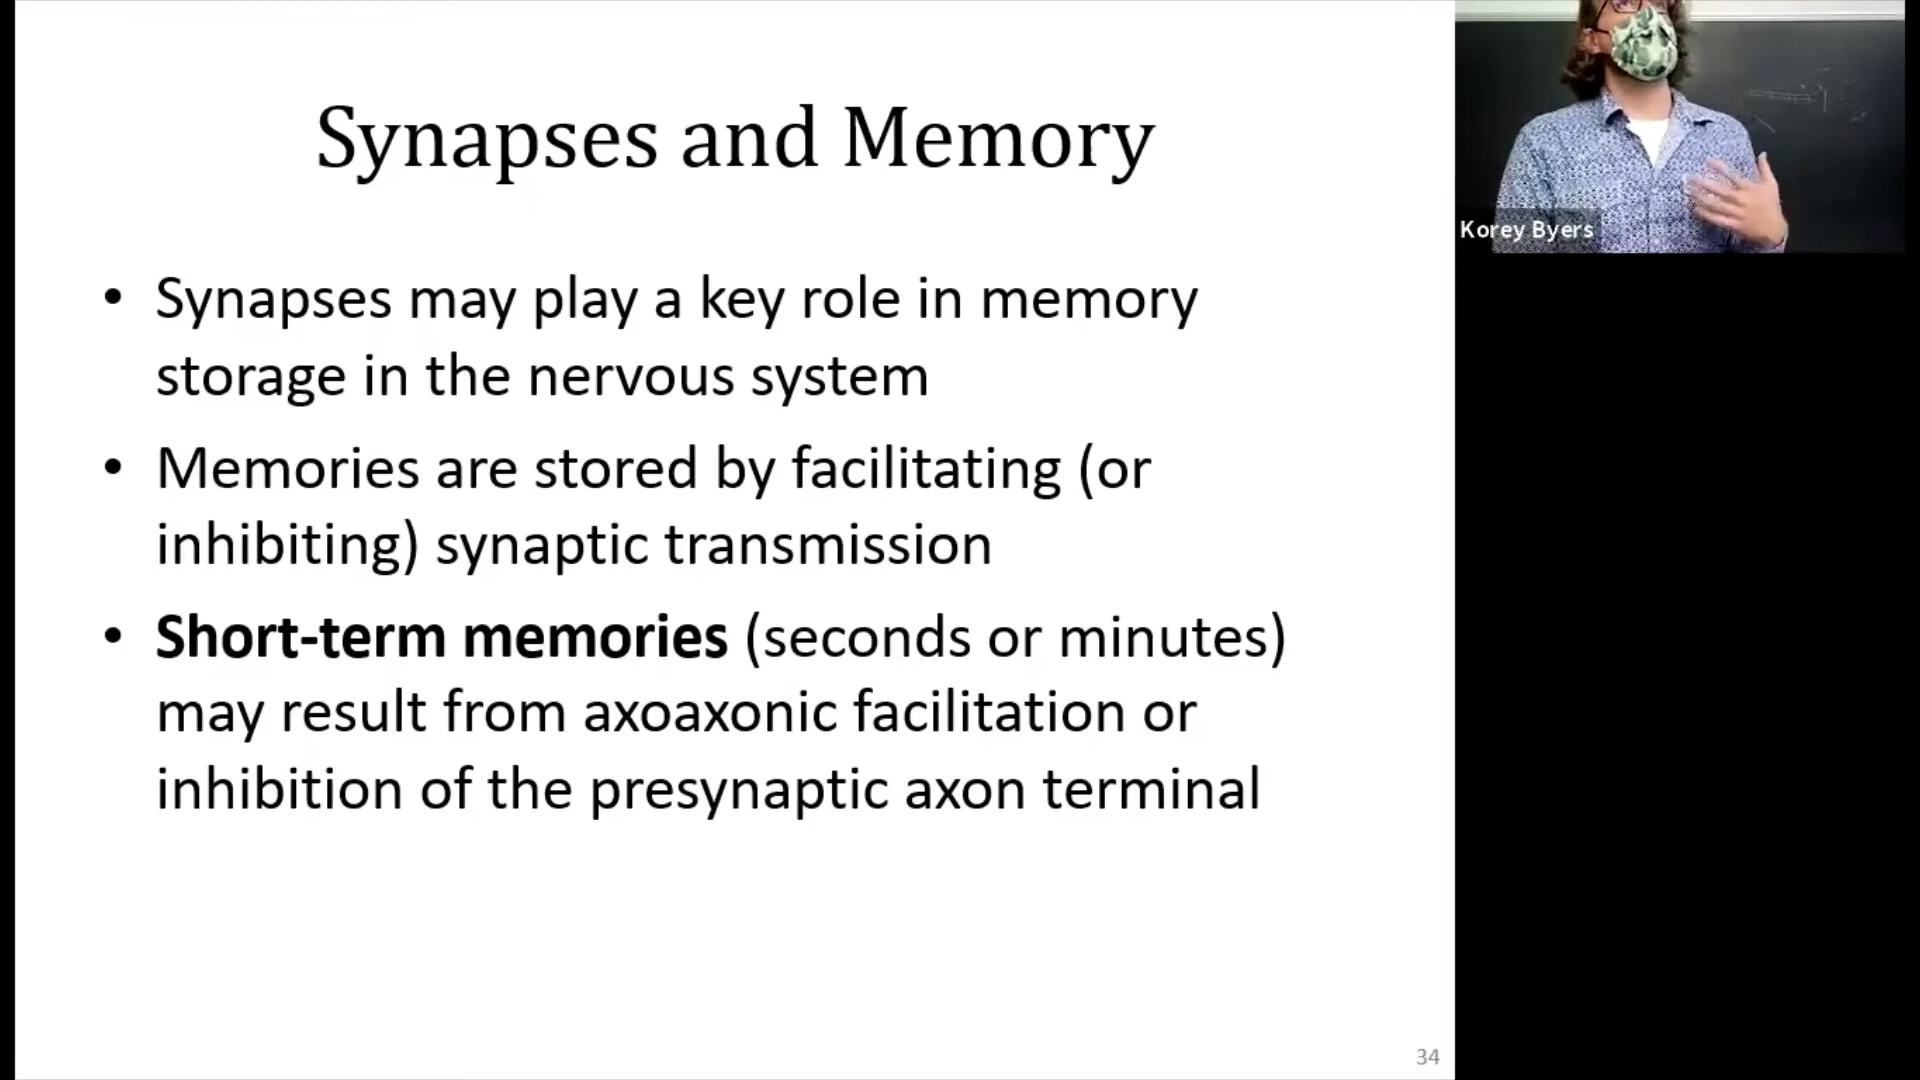 Synapses and Memory
• Synapses may play a key role in memory
storage in the nervous system
• Memories are stored by facilitating (or
inhibiting) synaptic transmission
• Short-term memories (seconds or minutes)
may result from axoaxonic facilitation or
inhibition of the presynaptic axon terminal
34
Korey Byers